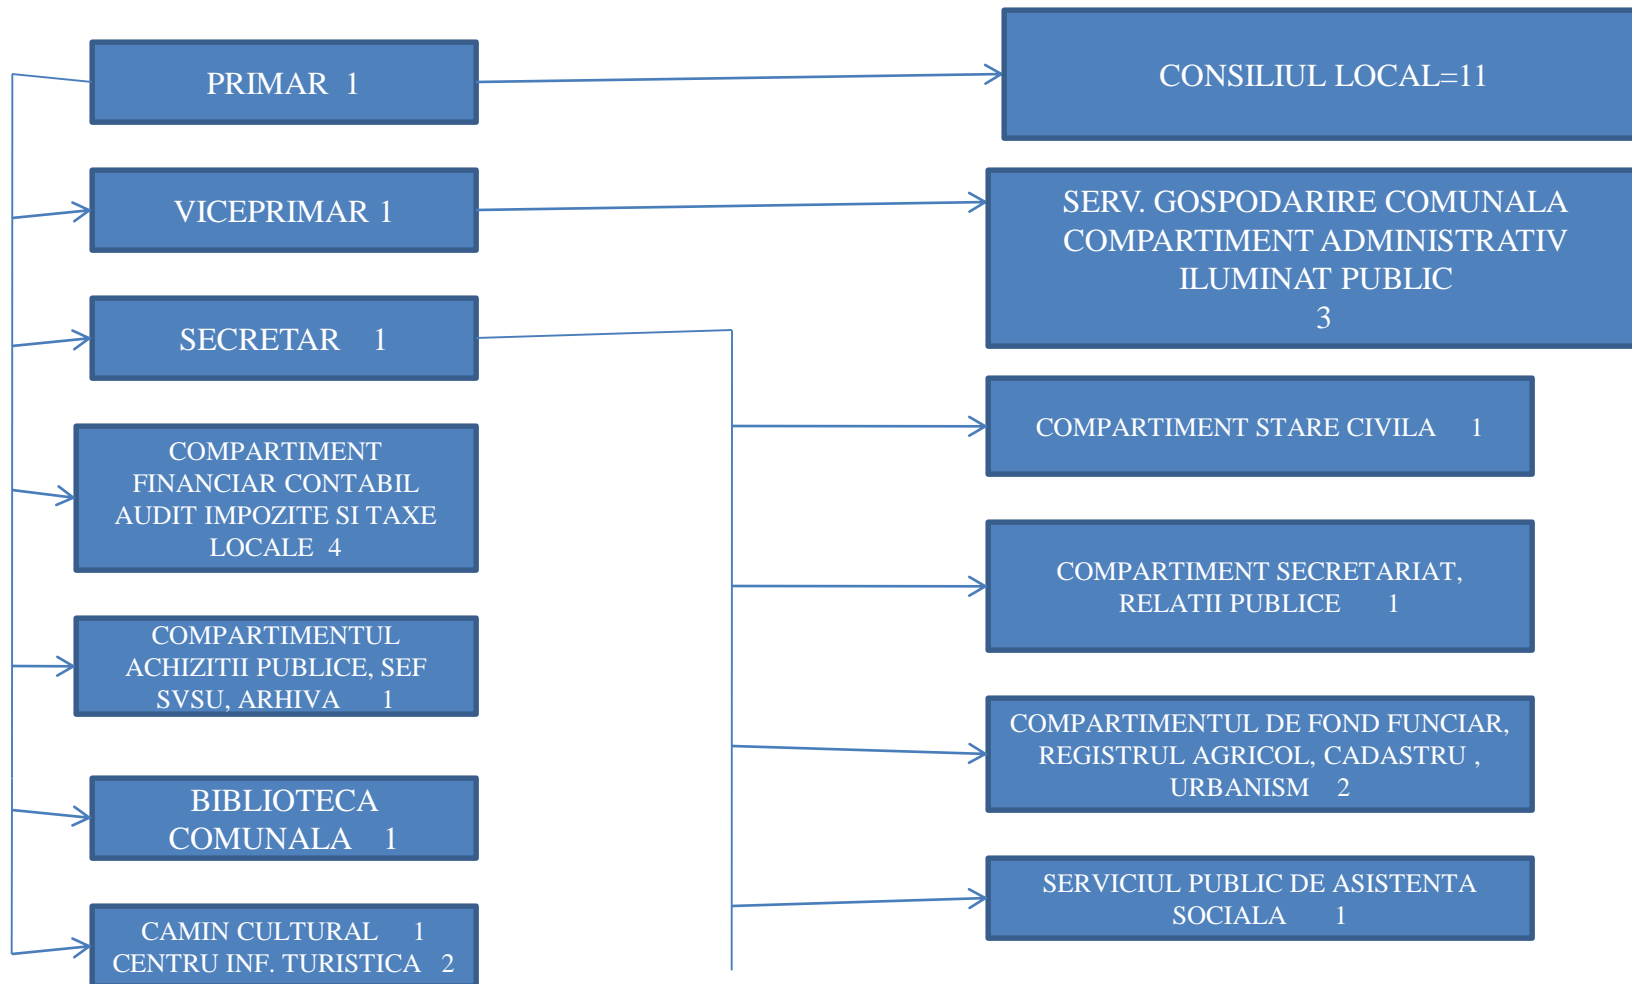 PRIMAR 1
CONSILIUL LOCAL=11
VICEPRIMAR 1
SERV. GOSPODARIRE COMUNALA
COMPARTIMENT ADMINISTRATIV
ILUMINAT PUBLIC
3
SECRETAR 1
COMPARTIMENT STARE CIVILA 1
COMPARTIMENT
FINANCIAR CONTABIL
AUDIT IMPOZITE SI TAXE
LOCALE 4
COMPARTIMENT SECRETARIAT,
RELATII PUBLICE 1
COMPARTIMENTUL
ACHIZITII PUBLICE, SEF
SVSU, ARHIVA 1
COMPARTIMENTUL DE FOND FUNCIAR,
REGISTRUL AGRICOL, CADASTRU ,
URBANISM 2
BIBLIOTECA
COMUNALA 1
SERVICIUL PUBLIC DE ASISTENTA
SOCIALA 1
CAMIN CULTURAL 1
CENTRU INF. TURISTICA 2